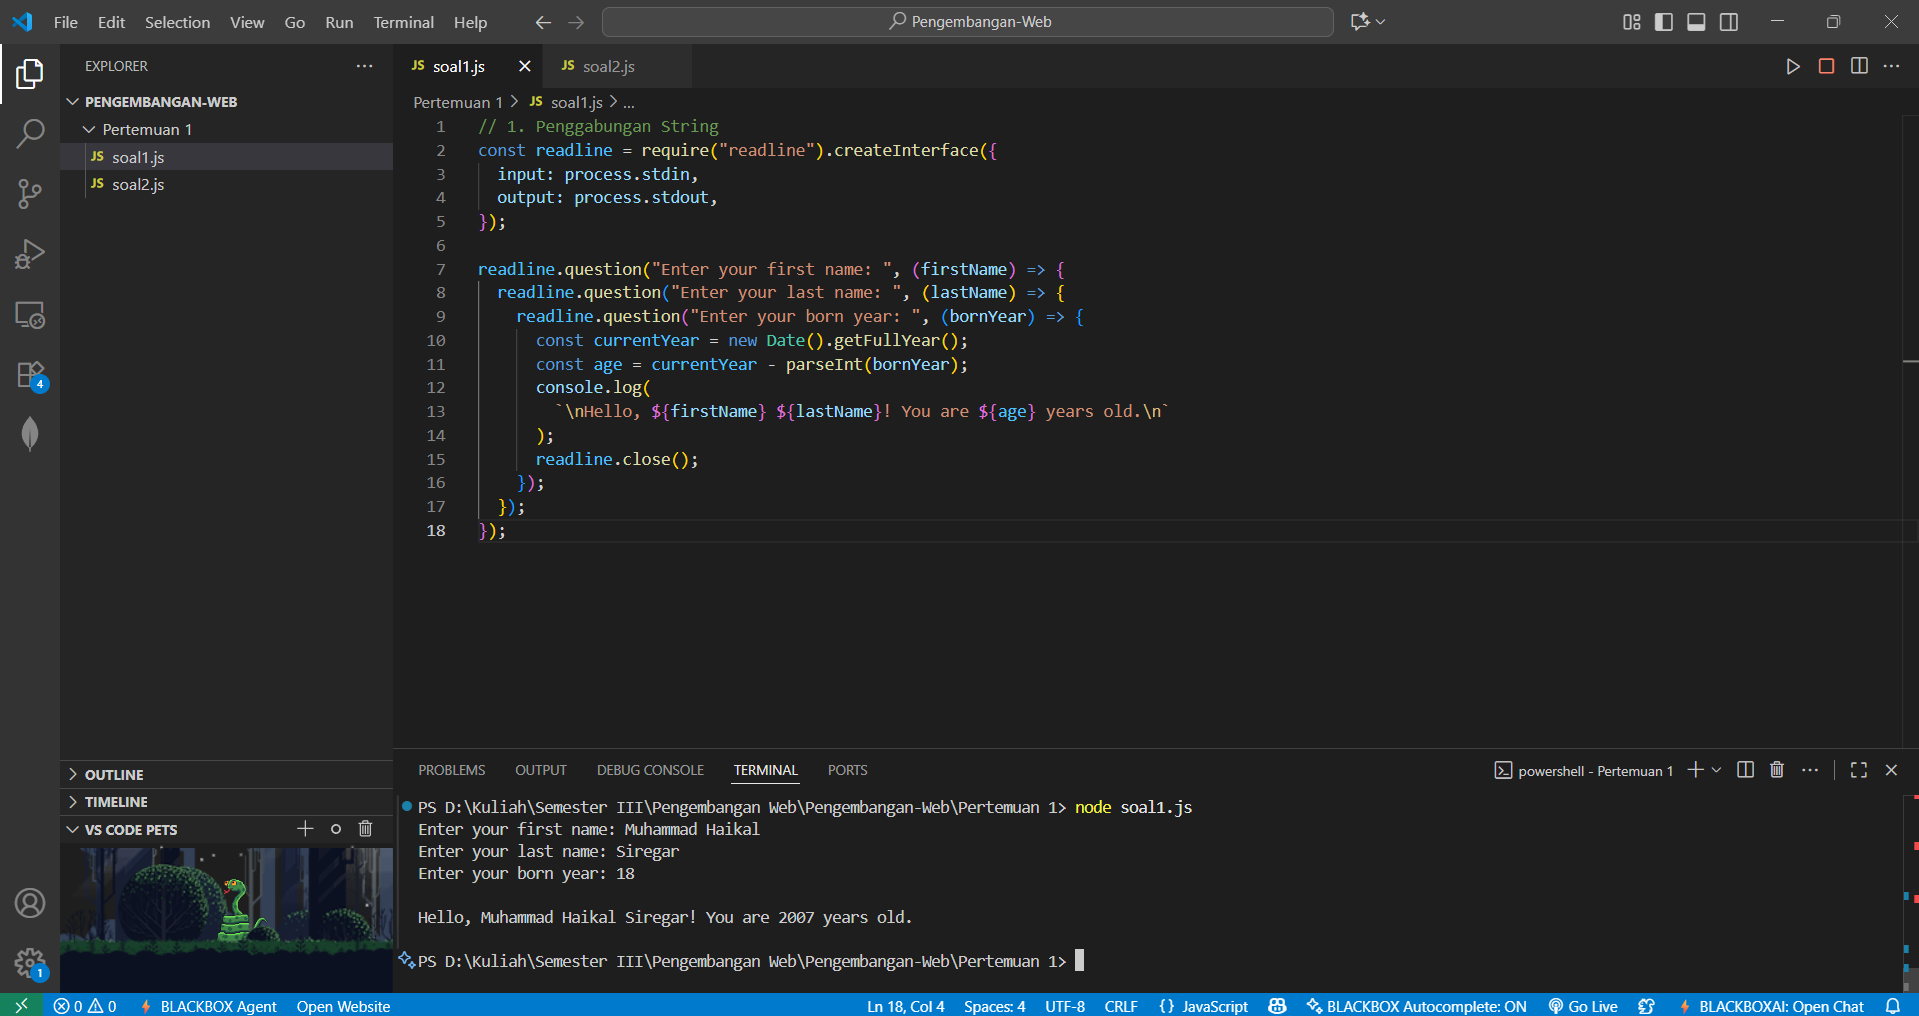 File Edit Selection View Go Run Terminal Help
Pengembangan-Web
EXPLORER
PENGEMBANGAN-WEB
Pertemuan 1
JS soal1.js
JS soal2.js
OUTLINE
TIMELINE
VS CODE PETS
4
1
JS soal1.js
JS soal2.js
Pertemuan 1 > JS soal1.js > ...
1 // 1. Penggabungan String
2 const readline = require("readline").createInterface({
3 input: process.stdin,
4 output: process.stdout,
5 });
6
7 readline.question("Enter your first name: ", (firstName) => {
8 readline.question("Enter your last name: ", (lastName) => {
9 readline.question("Enter your born year: ", (bornYear) => {
10 const currentYear = new Date().getFullYear();
11 const age = currentYear - parseInt(bornYear);
12 console.log(
13 `\nHello, ${firstName} ${lastName}! You are ${age} years old.\n`
14 );
15 readline.close();
16 });
17 });
18 });
PROBLEMS OUTPUT DEBUG CONSOLE TERMINAL PORTS
powershell - Pertemuan 1
PS D:\Kuliah\Semester III\Pengembangan Web\Pengembangan-Web\Pertemuan 1> node soal1.js
Enter your first name: Muhammad Haikal
Enter your last name: Siregar
Enter your born year: 18
Hello, Muhammad Haikal Siregar! You are 2007 years old.
PS D:\Kuliah\Semester III\Pengembangan Web\Pengembangan-Web\Pertemuan 1>
0 0 BLACKBOX Agent Open Website
Ln 18, Col 4 Spaces: 4 UTF-8 CRLF {} JavaScript BLACKBOX Autocomplete: ON Go Live BLACKBOXAI: Open Chat